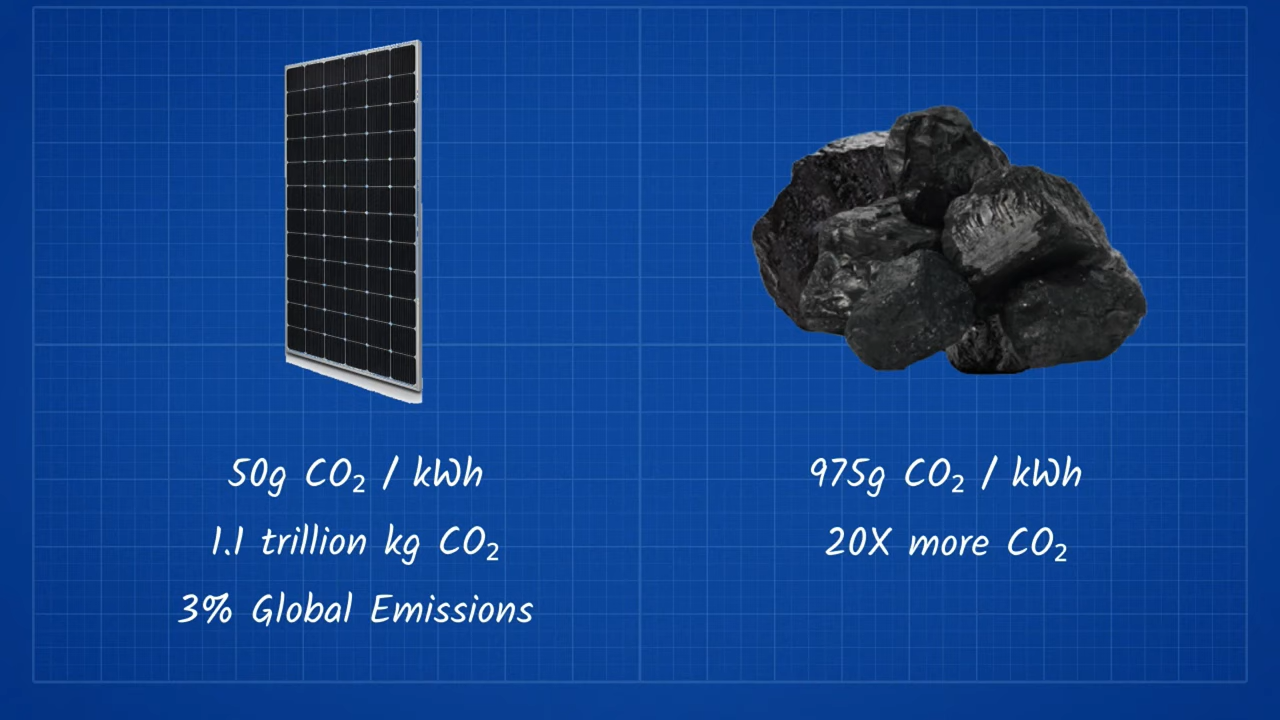 50g CO₂ / kWh
1.1 trillion kg CO₂
3% Global Emissions
975g CO₂ / kWh
20X more CO₂